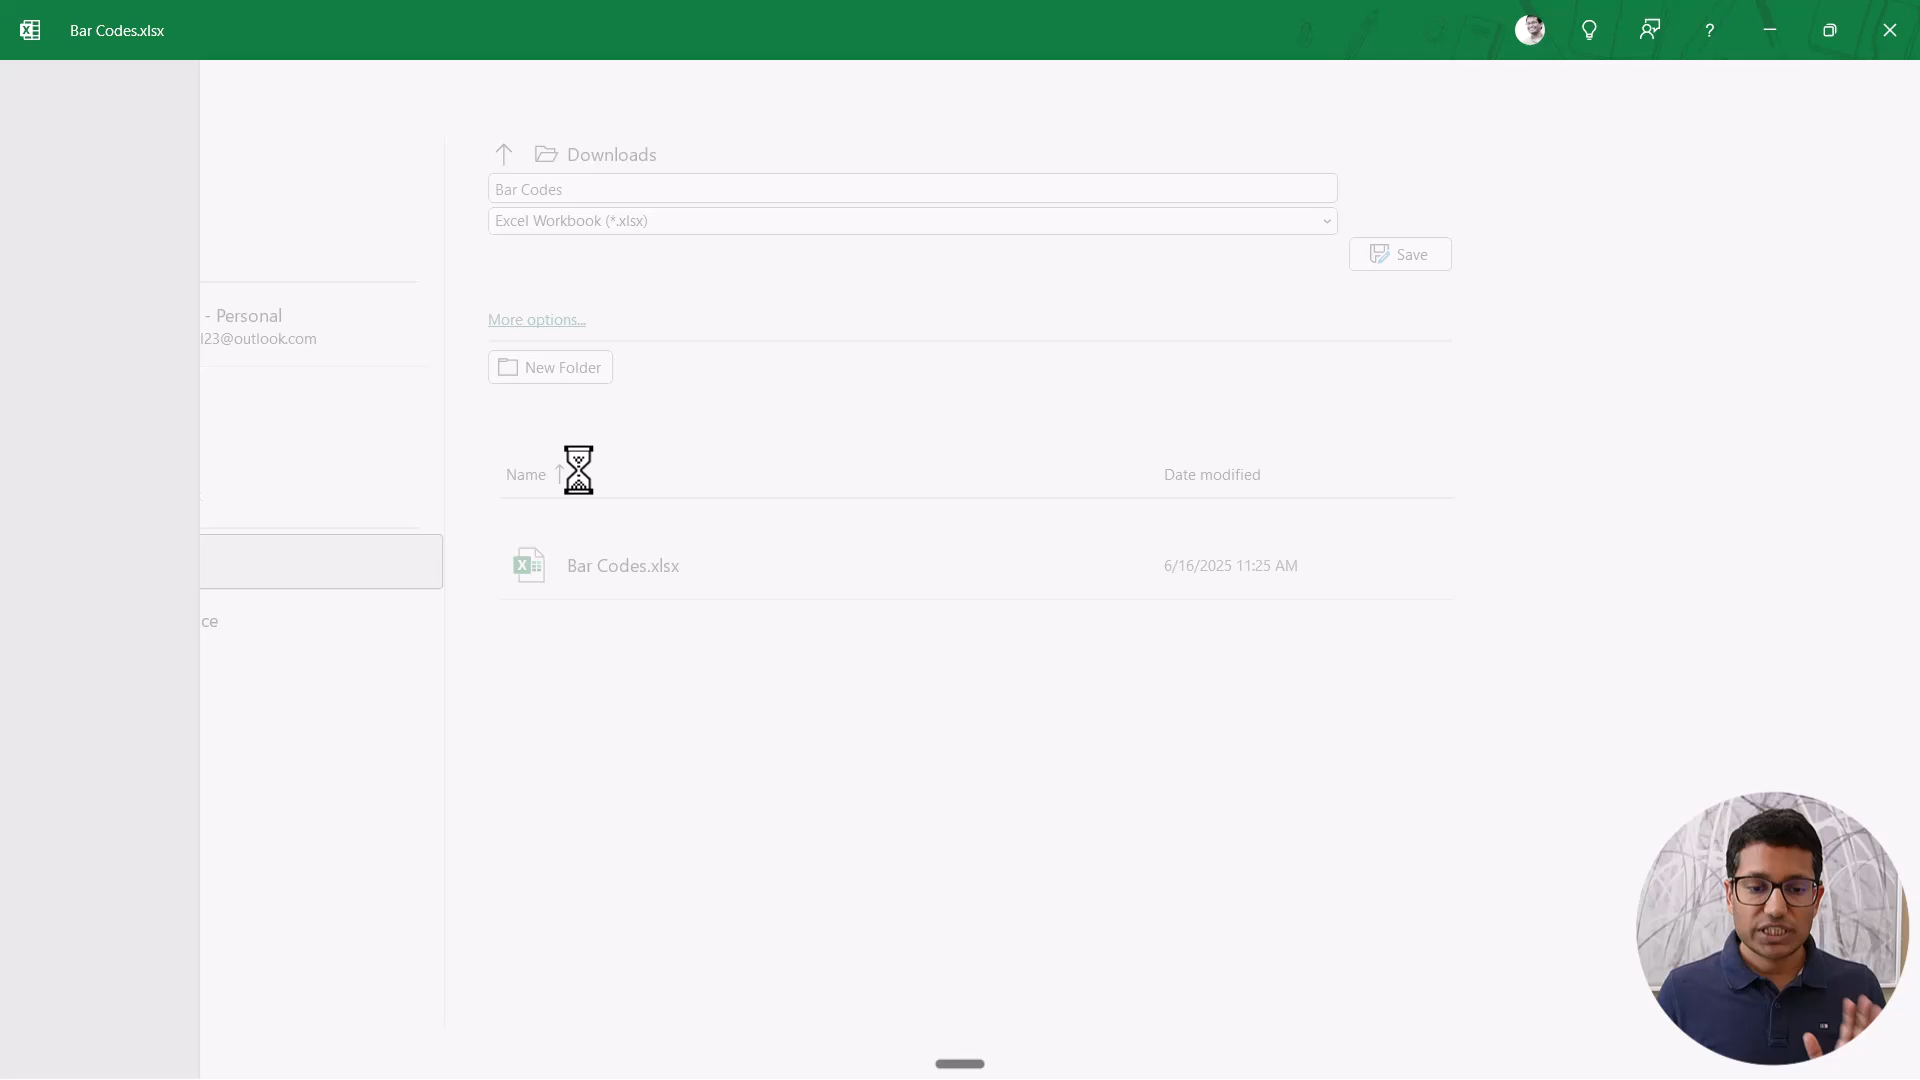 Bar Codes.xlsx
?
Downloads
Bar Codes
Excel Workbook (*.xlsx)
Save
- Personal
l23@outlook.com
More options...
New Folder
Name
Date modified
Bar Codes.xlsx
6/16/2025 11:25 AM
ce